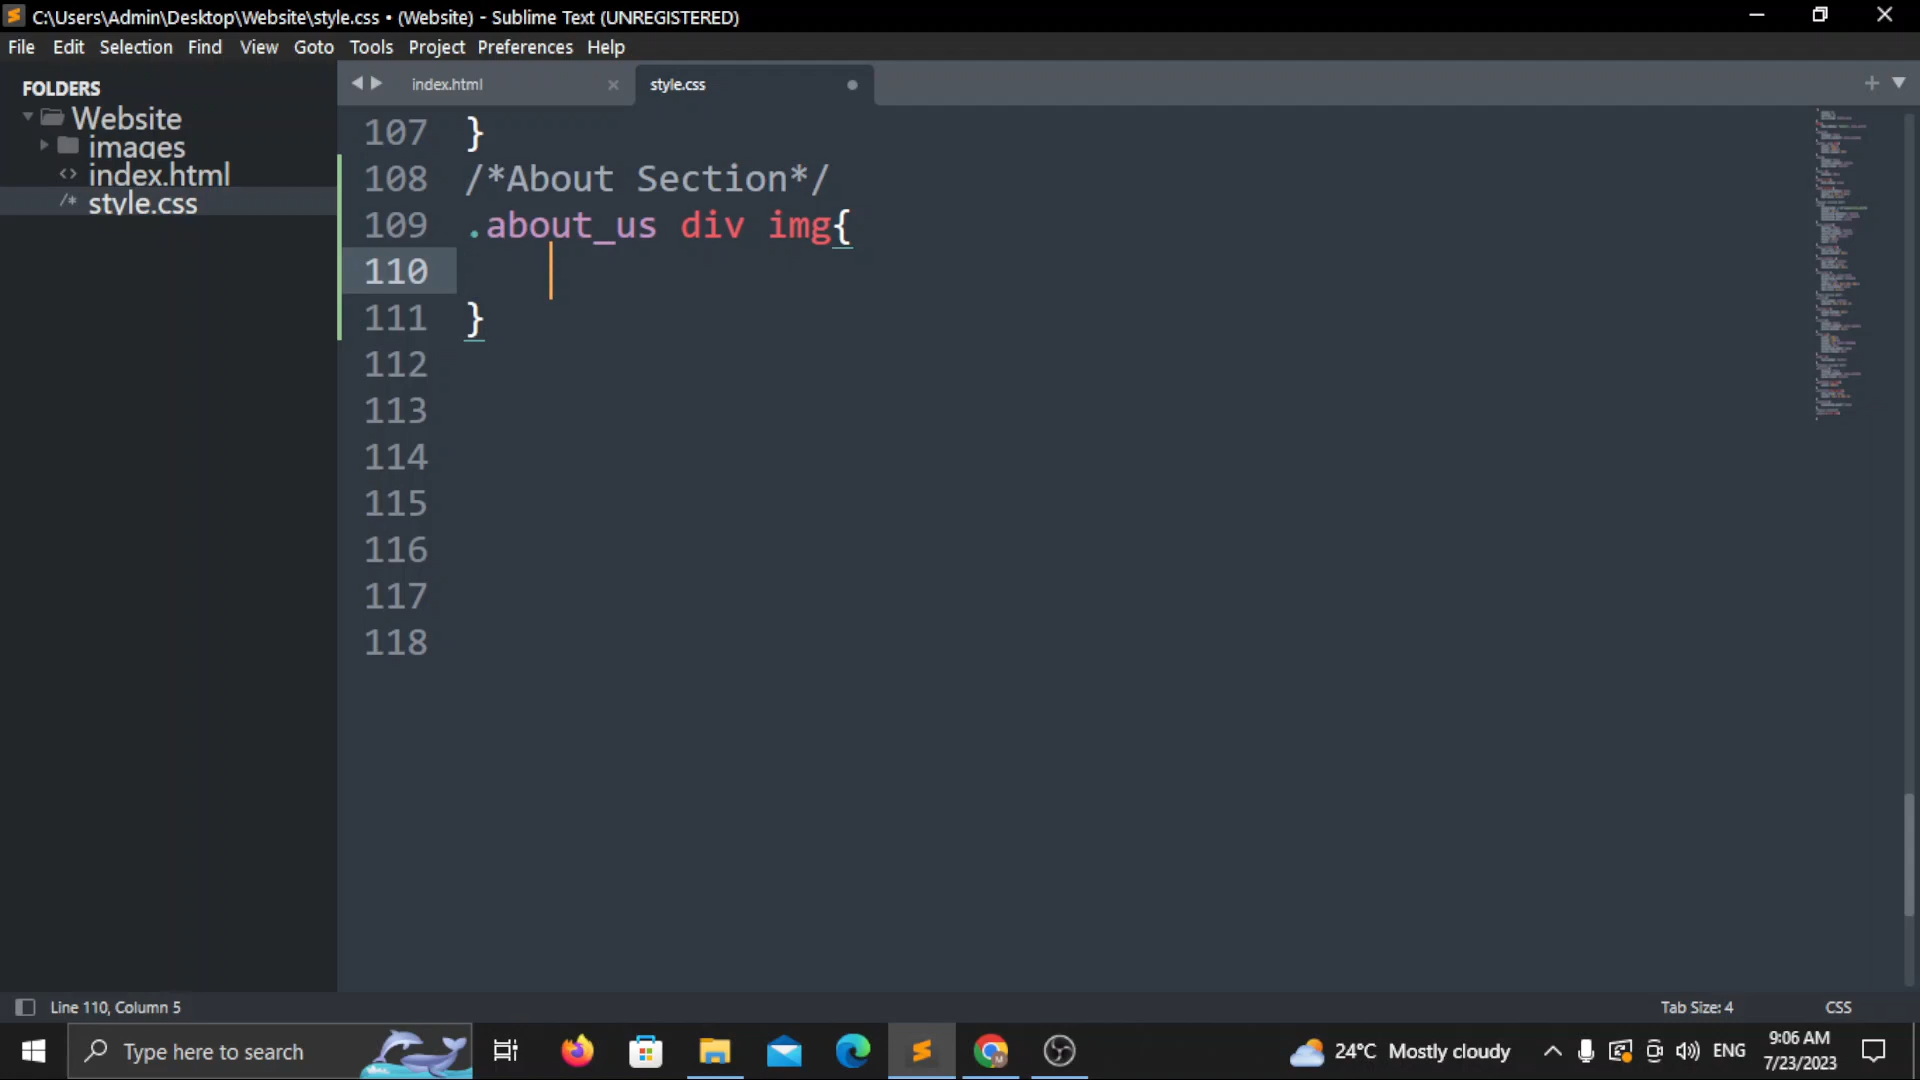 C:\Users\Admin\Desktop\Website\style.css • (Website) - Sublime Text (UNREGISTERED)
File Edit Selection Find View Goto Tools Project Preferences Help
FOLDERS
Website
images
index.html
style.css
index.html
style.css
107 }
108 /*About Section*/
109 .about_us div img{
110
111 }
112
113
114
115
116
117
118
Line 110, Column 5
Tab Size: 4
CSS
Type here to search
24°C Mostly cloudy
ENG
9:06 AM
7/23/2023